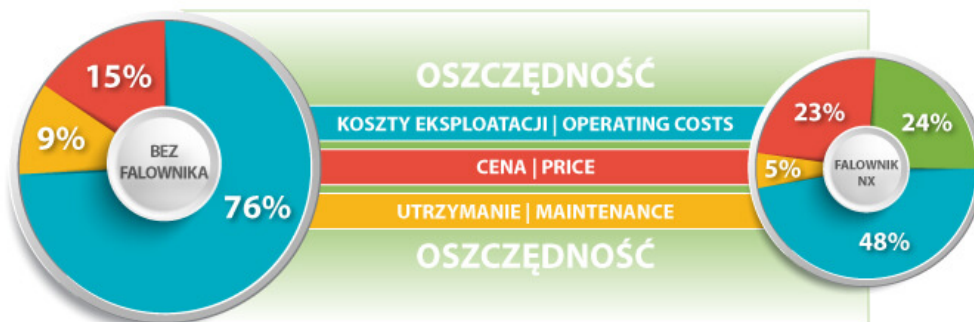 15%
9%
BEZ
FALOWNIKA
76%
OSZCZĘDNOŚĆ
KOSZTY EKSPLOATACJI | OPERATING COSTS
CENA | PRICE
UTRZYMANIE | MAINTENANCE
OSZCZĘDNOŚĆ
23%
24%
5%
FALOWNIK
NX
48%